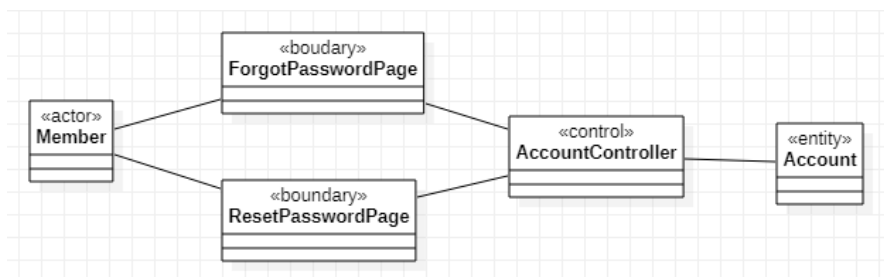 «actor»
Member
«boudary»
ForgotPasswordPage
«boundary»
ResetPasswordPage
«control»
AccountController
«entity»
Account